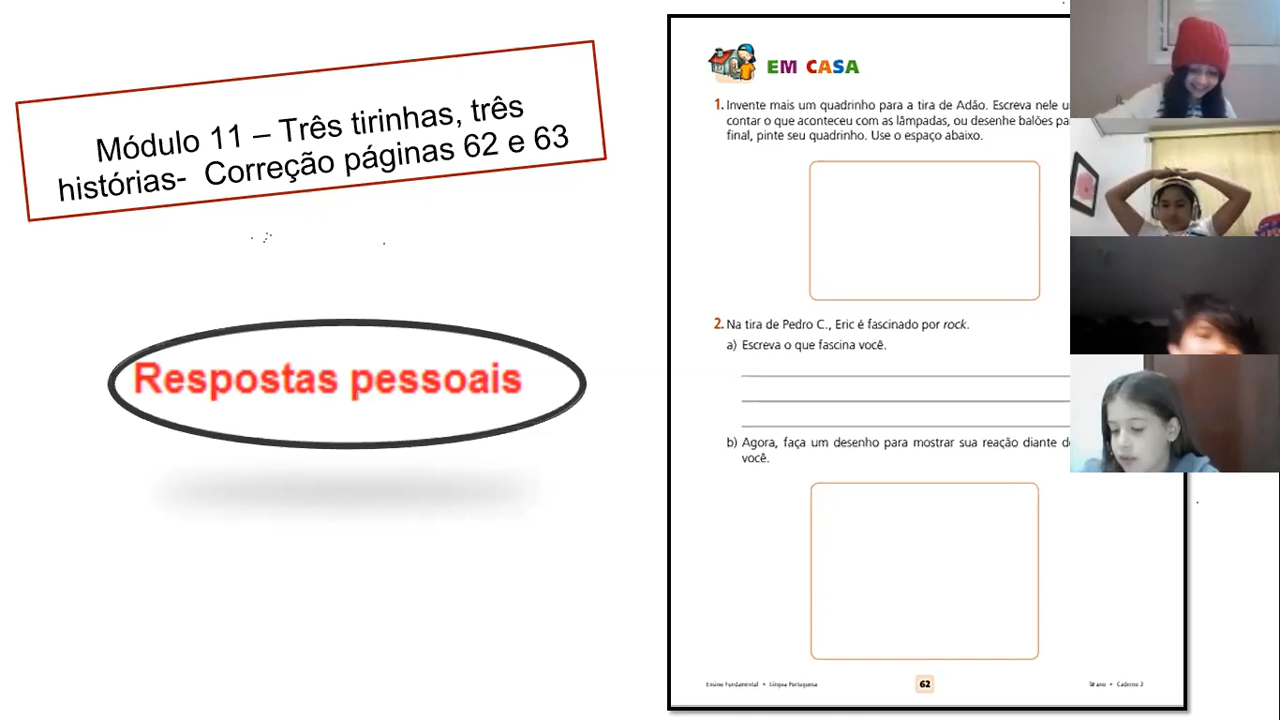 Módulo 11 – Três tirinhas, três
histórias- Correção páginas 62 e 63
Respostas pessoais
EM CASA
1. Invente mais um quadrinho para a tira de Adão. Escreva nele u
contar o que aconteceu com as lâmpadas, ou desenhe balões pa
final, pinte seu quadrinho. Use o espaço abaixo.
2. Na tira de Pedro C., Eric é fascinado por rock.
a) Escreva o que fascina você.
b) Agora, faça um desenho para mostrar sua reação diante d
você.
Ensino Fundamental • Língua Portuguesa
62
ano • Caderno 2